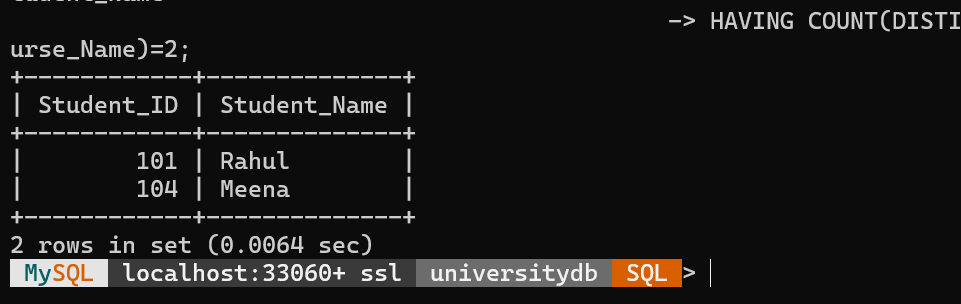 -> HAVING COUNT(DISTI
urse_Name)=2;
+------------+--------------+
| Student_ID | Student_Name |
+------------+--------------+
|        101 | Rahul        |
|        104 | Meena        |
+------------+--------------+
2 rows in set (0.0064 sec)
MySQL localhost:33060+ ssl universitydb SQL>